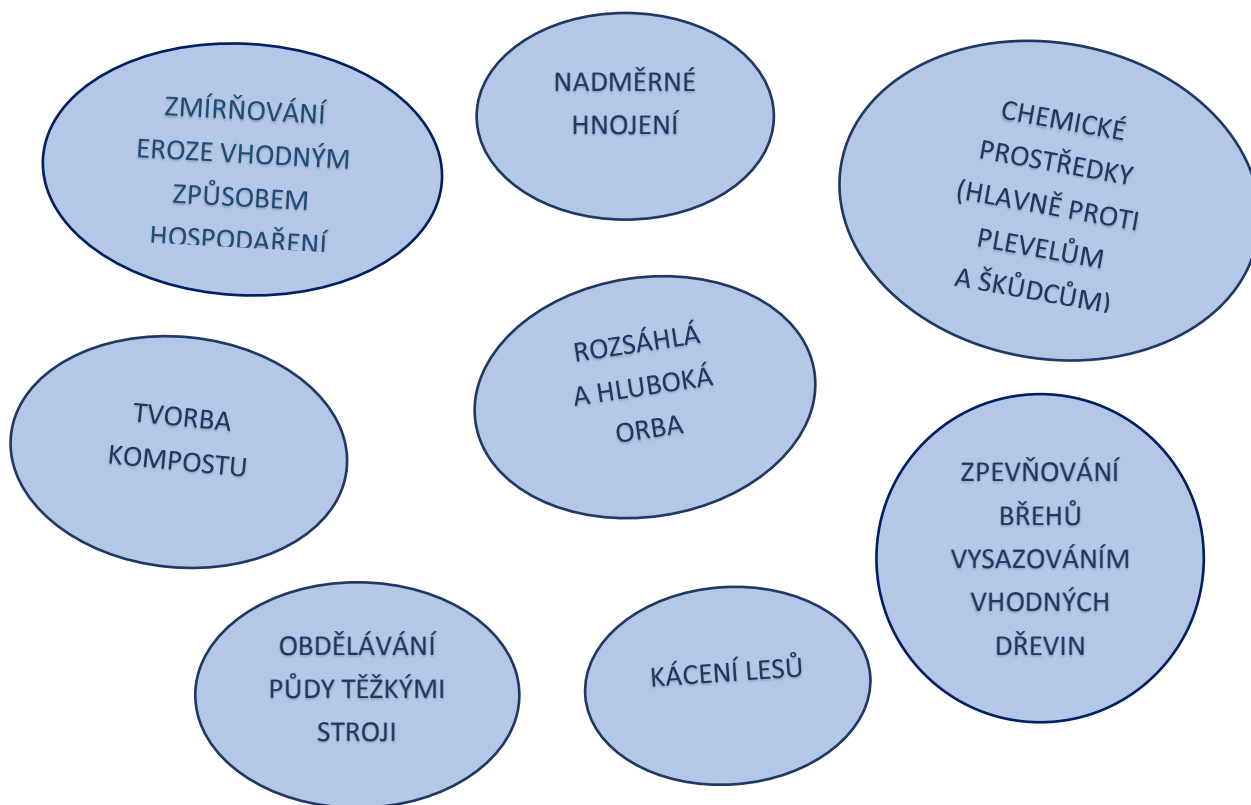 ZMÍRŇOVÁNÍ
EROZE VHODNÝM
ZPŮSOBEM
HOSPODAŘENÍ
NADMĚRNÉ
HNOJENÍ
CHEMICKÉ
PROSTŘEDKY
(HLAVNĚ PROTI
PLEVELŮM
A ŠKŮDCŮM)
TVORBA
KOMPOSTU
ROZSÁHLÁ
A HLUBOKÁ
ORBA
ZPEVŇOVÁNÍ
BŘEHŮ
VYSAZOVÁNÍM
VHODNÝCH
DŘEVIN
OBDĚLÁVÁNÍ
PŮDY TĚŽKÝMI
STROJI
KÁCENÍ LESŮ